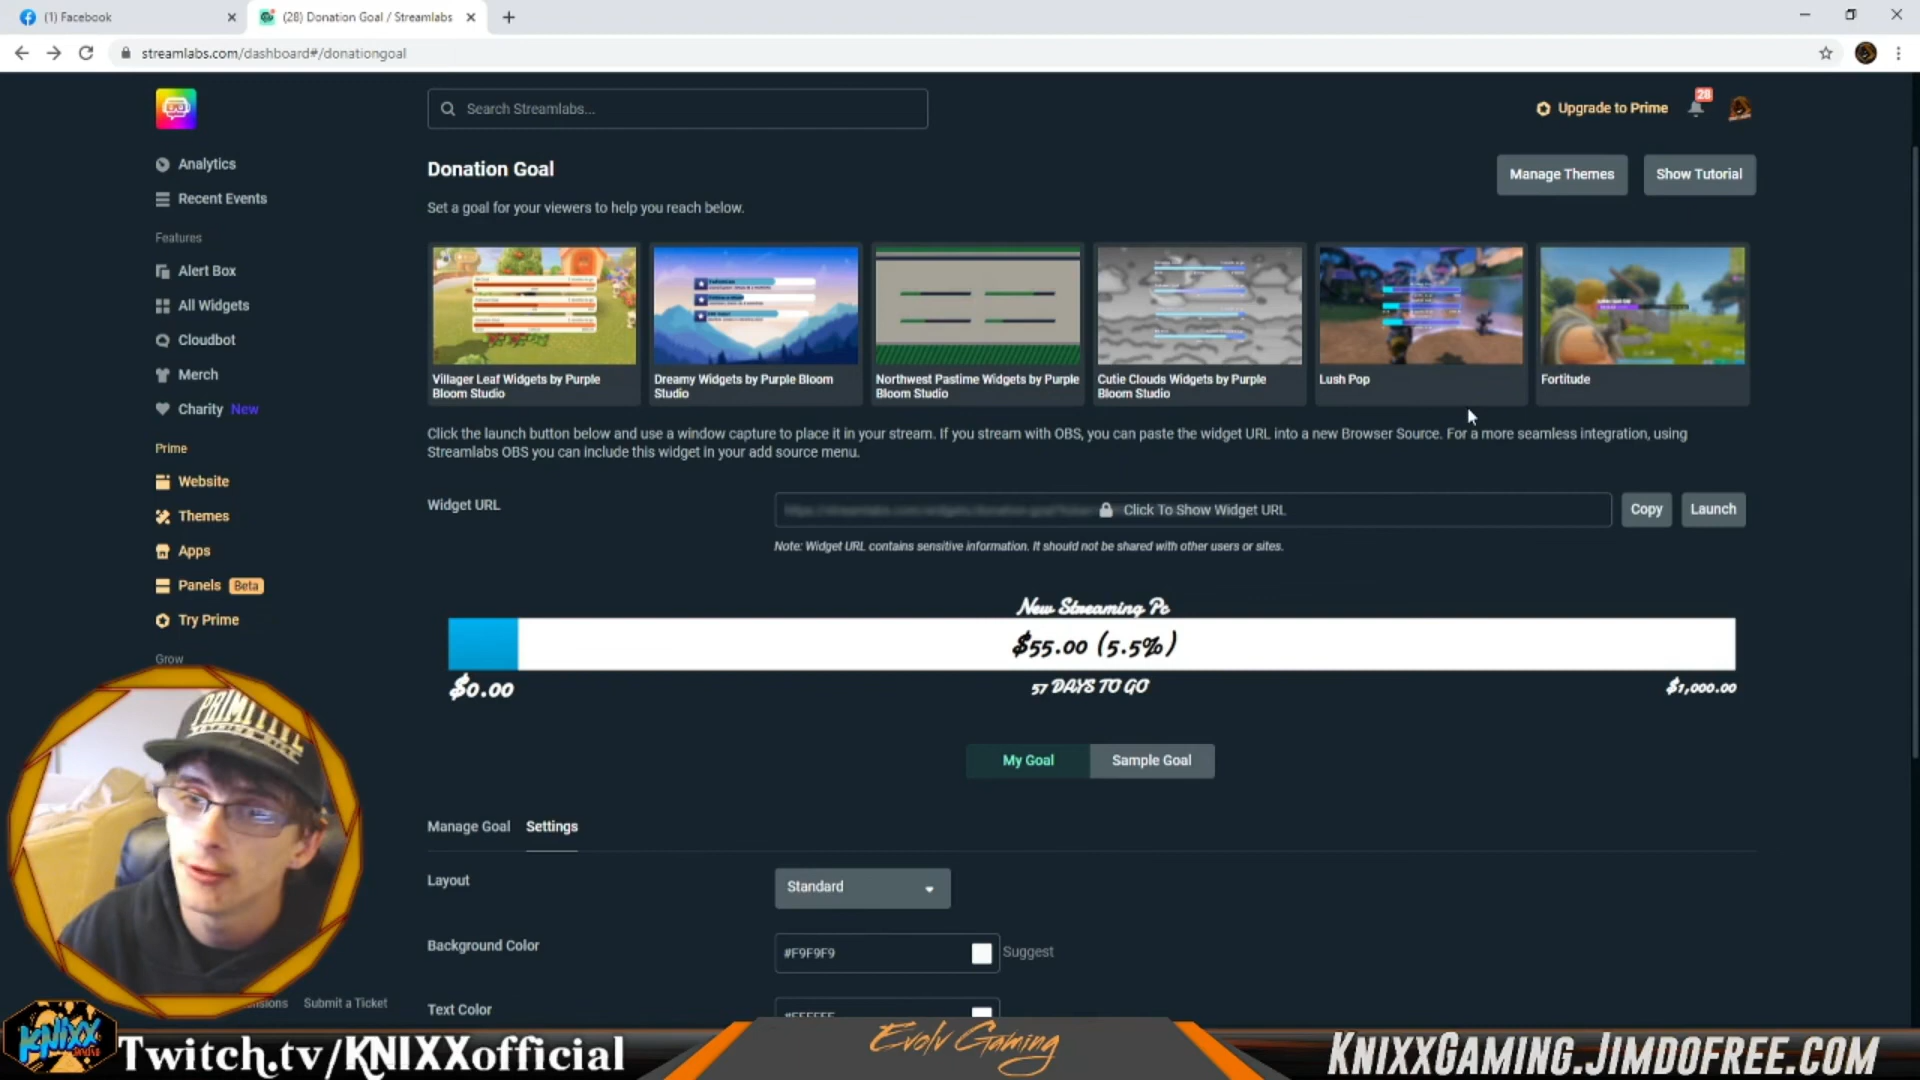 (1) Facebook
(28) Donation Goal / Streamlabs
streamlabs.com/dashboard#/donationgoal
Search Streamlabs...
Upgrade to Prime
28
Analytics
Recent Events
Features
Alert Box
All Widgets
Cloudbot
Merch
Charity New
Prime
Website
Themes
Apps
Panels Beta
Try Prime
Grow
Donation Goal
Manage Themes
Show Tutorial
Set a goal for your viewers to help you reach below.
Villager Leaf Widgets by Purple
Bloom Studio
Dreamy Widgets by Purple Bloom
Studio
Northwest Pastime Widgets by Purple
Bloom Studio
Cutie Clouds Widgets by Purple
Bloom Studio
Lush Pop
Fortitude
Click the launch button below and use a window capture to place it in your stream. If you stream with OBS, you can paste the widget URL into a new Browser Source. For a more seamless integration, using
Streamlabs OBS you can include this widget in your add source menu.
Widget URL
Click To Show Widget URL
Copy
Launch
Note: Widget URL contains sensitive information. It should not be shared with other users or sites.
New Streaming Pc
$55.00 (5.5%)
$0.00
57 DAYS TO GO
$1,000.00
My Goal
Sample Goal
Manage Goal
Settings
Layout
Standard
Background Color
#F9F9F9
Suggest
Text Color
Submit a Ticket
KNIXX
Twitch.tv/KNIXXofficial
Evolv Gaming
KnixxGaming.Jimdofree.com